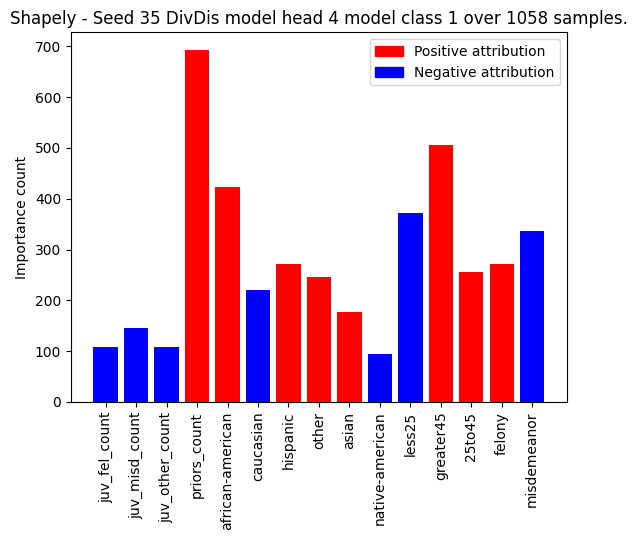 Shapely - Seed 35 DivDis model head 4 model class 1 over 1058 samples.
Positive attribution
Negative attribution
Importance count
700
600
500
400
300
200
100
0
juv_fel_count
juv_misd_count
juv_other_count
priors_count
african-american
caucasian
hispanic
other
asian
native-american
less25
greater45
25to45
felony
misdemeanor